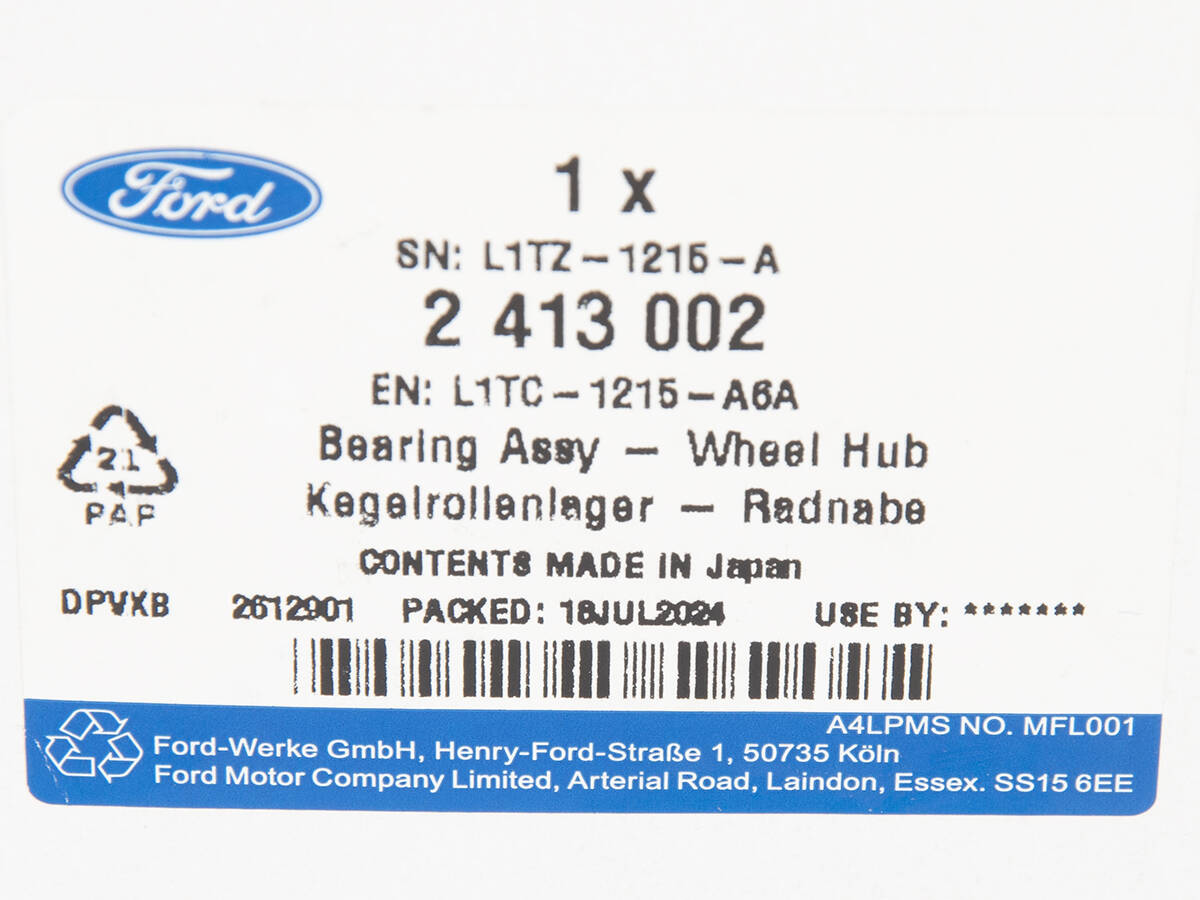 Ford
1 x
SN: L1TZ-1215-A
2 413 002
EN: L1TC-1215-A6A
Bearing Assy - Wheel Hub
Kegelrollenlager - Radnabe
21
PAP
CONTENTS MADE IN Japan
DPVXB 2612901 PACKED: 18JUL2024 USE BY: *******
A4LPMS NO. MFL001
Ford-Werke GmbH, Henry-Ford-Straße 1, 50735 Köln
Ford Motor Company Limited, Arterial Road, Laindon, Essex. SS15 6EE